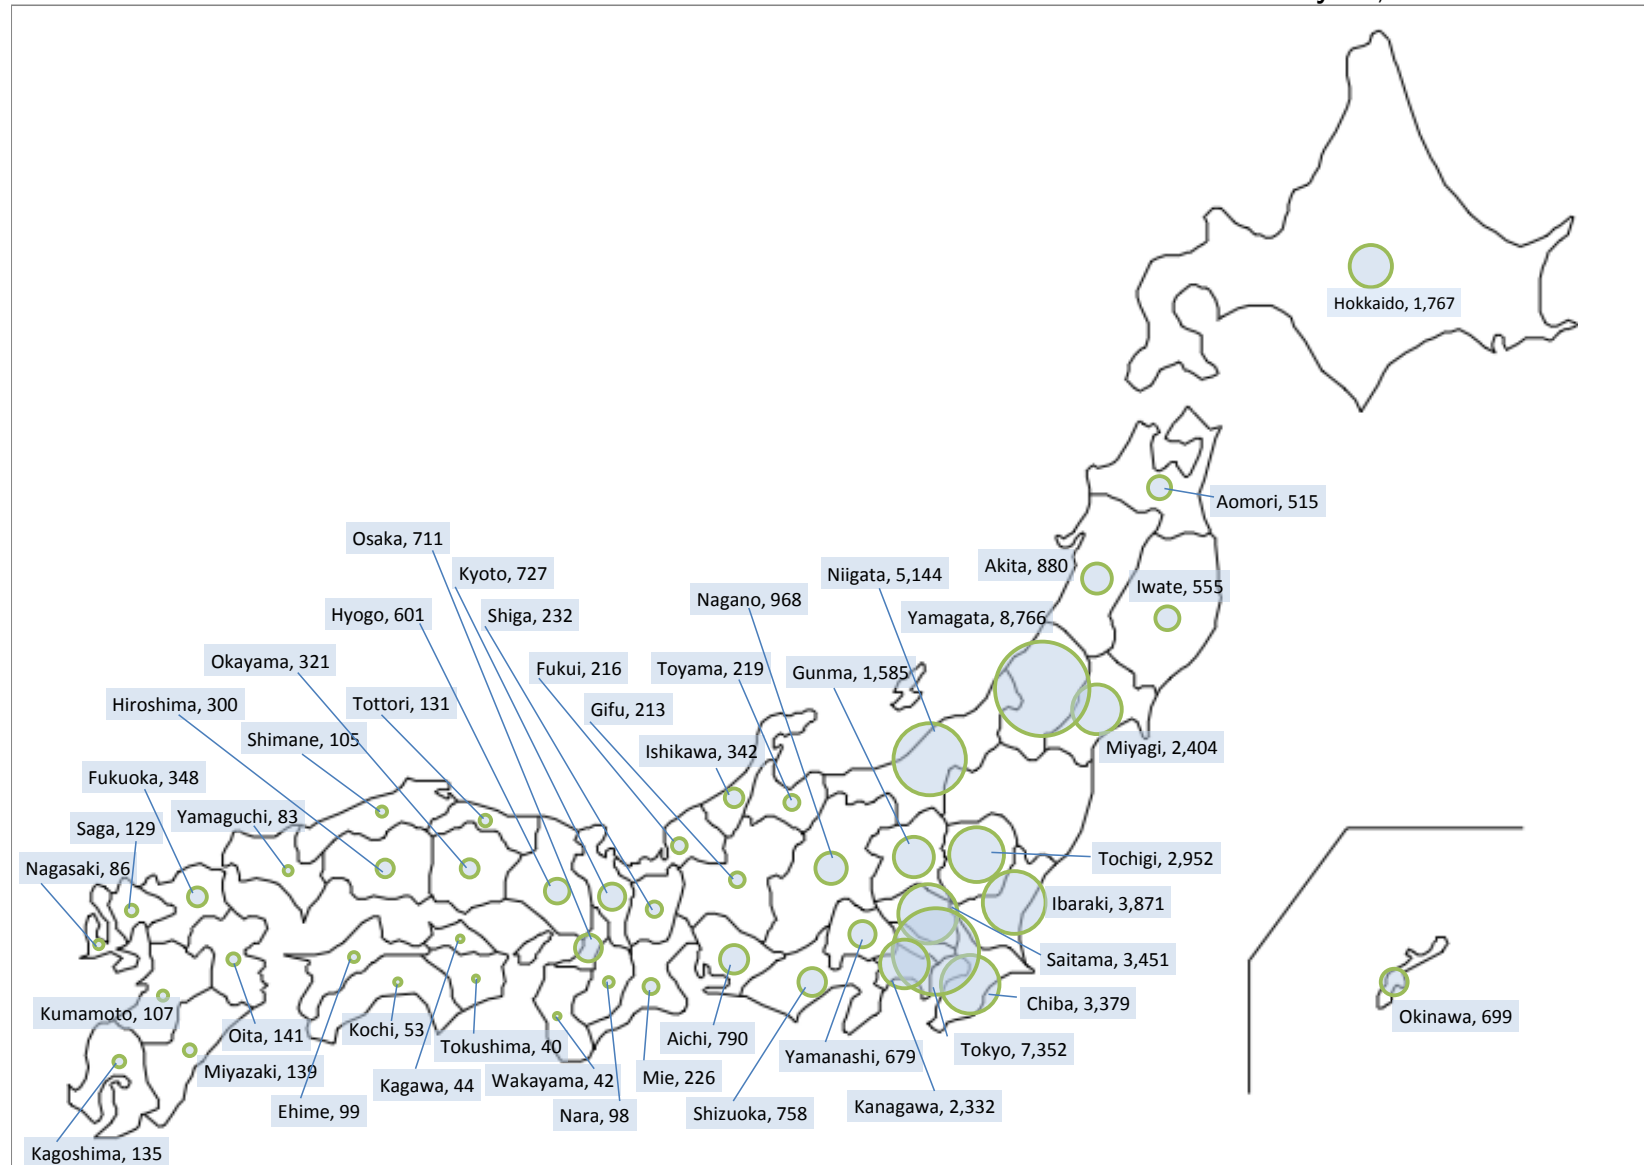 Hokkaido, 1,767
Aomori, 515
Osaka, 711
Akita, 880
Kyoto, 727
Niigata, 5,144
Iwate, 555
Nagano, 968
Hyogo, 601
Shiga, 232
Yamagata, 8,766
Okayama, 321
Fukui, 216
Toyama, 219
Gunma, 1,585
Hiroshima, 300
Tottori, 131
Gifu, 213
Shimane, 105
Ishikawa, 342
Miyagi, 2,404
Fukuoka, 348
Yamaguchi, 83
Saga, 129
Nagasaki, 86
Tochigi, 2,952
Ibaraki, 3,871
Saitama, 3,451
Chiba, 3,379
Kumamoto, 107
Okinawa, 699
Oita, 141
Kochi, 53
Tokushima, 40
Aichi, 790
Yamanashi, 679
Tokyo, 7,352
Miyazaki, 139
Kagawa, 44
Wakayama, 42
Mie, 226
Ehime, 99
Nara, 98
Shizuoka, 758
Kanagawa, 2,332
Kagoshima, 135